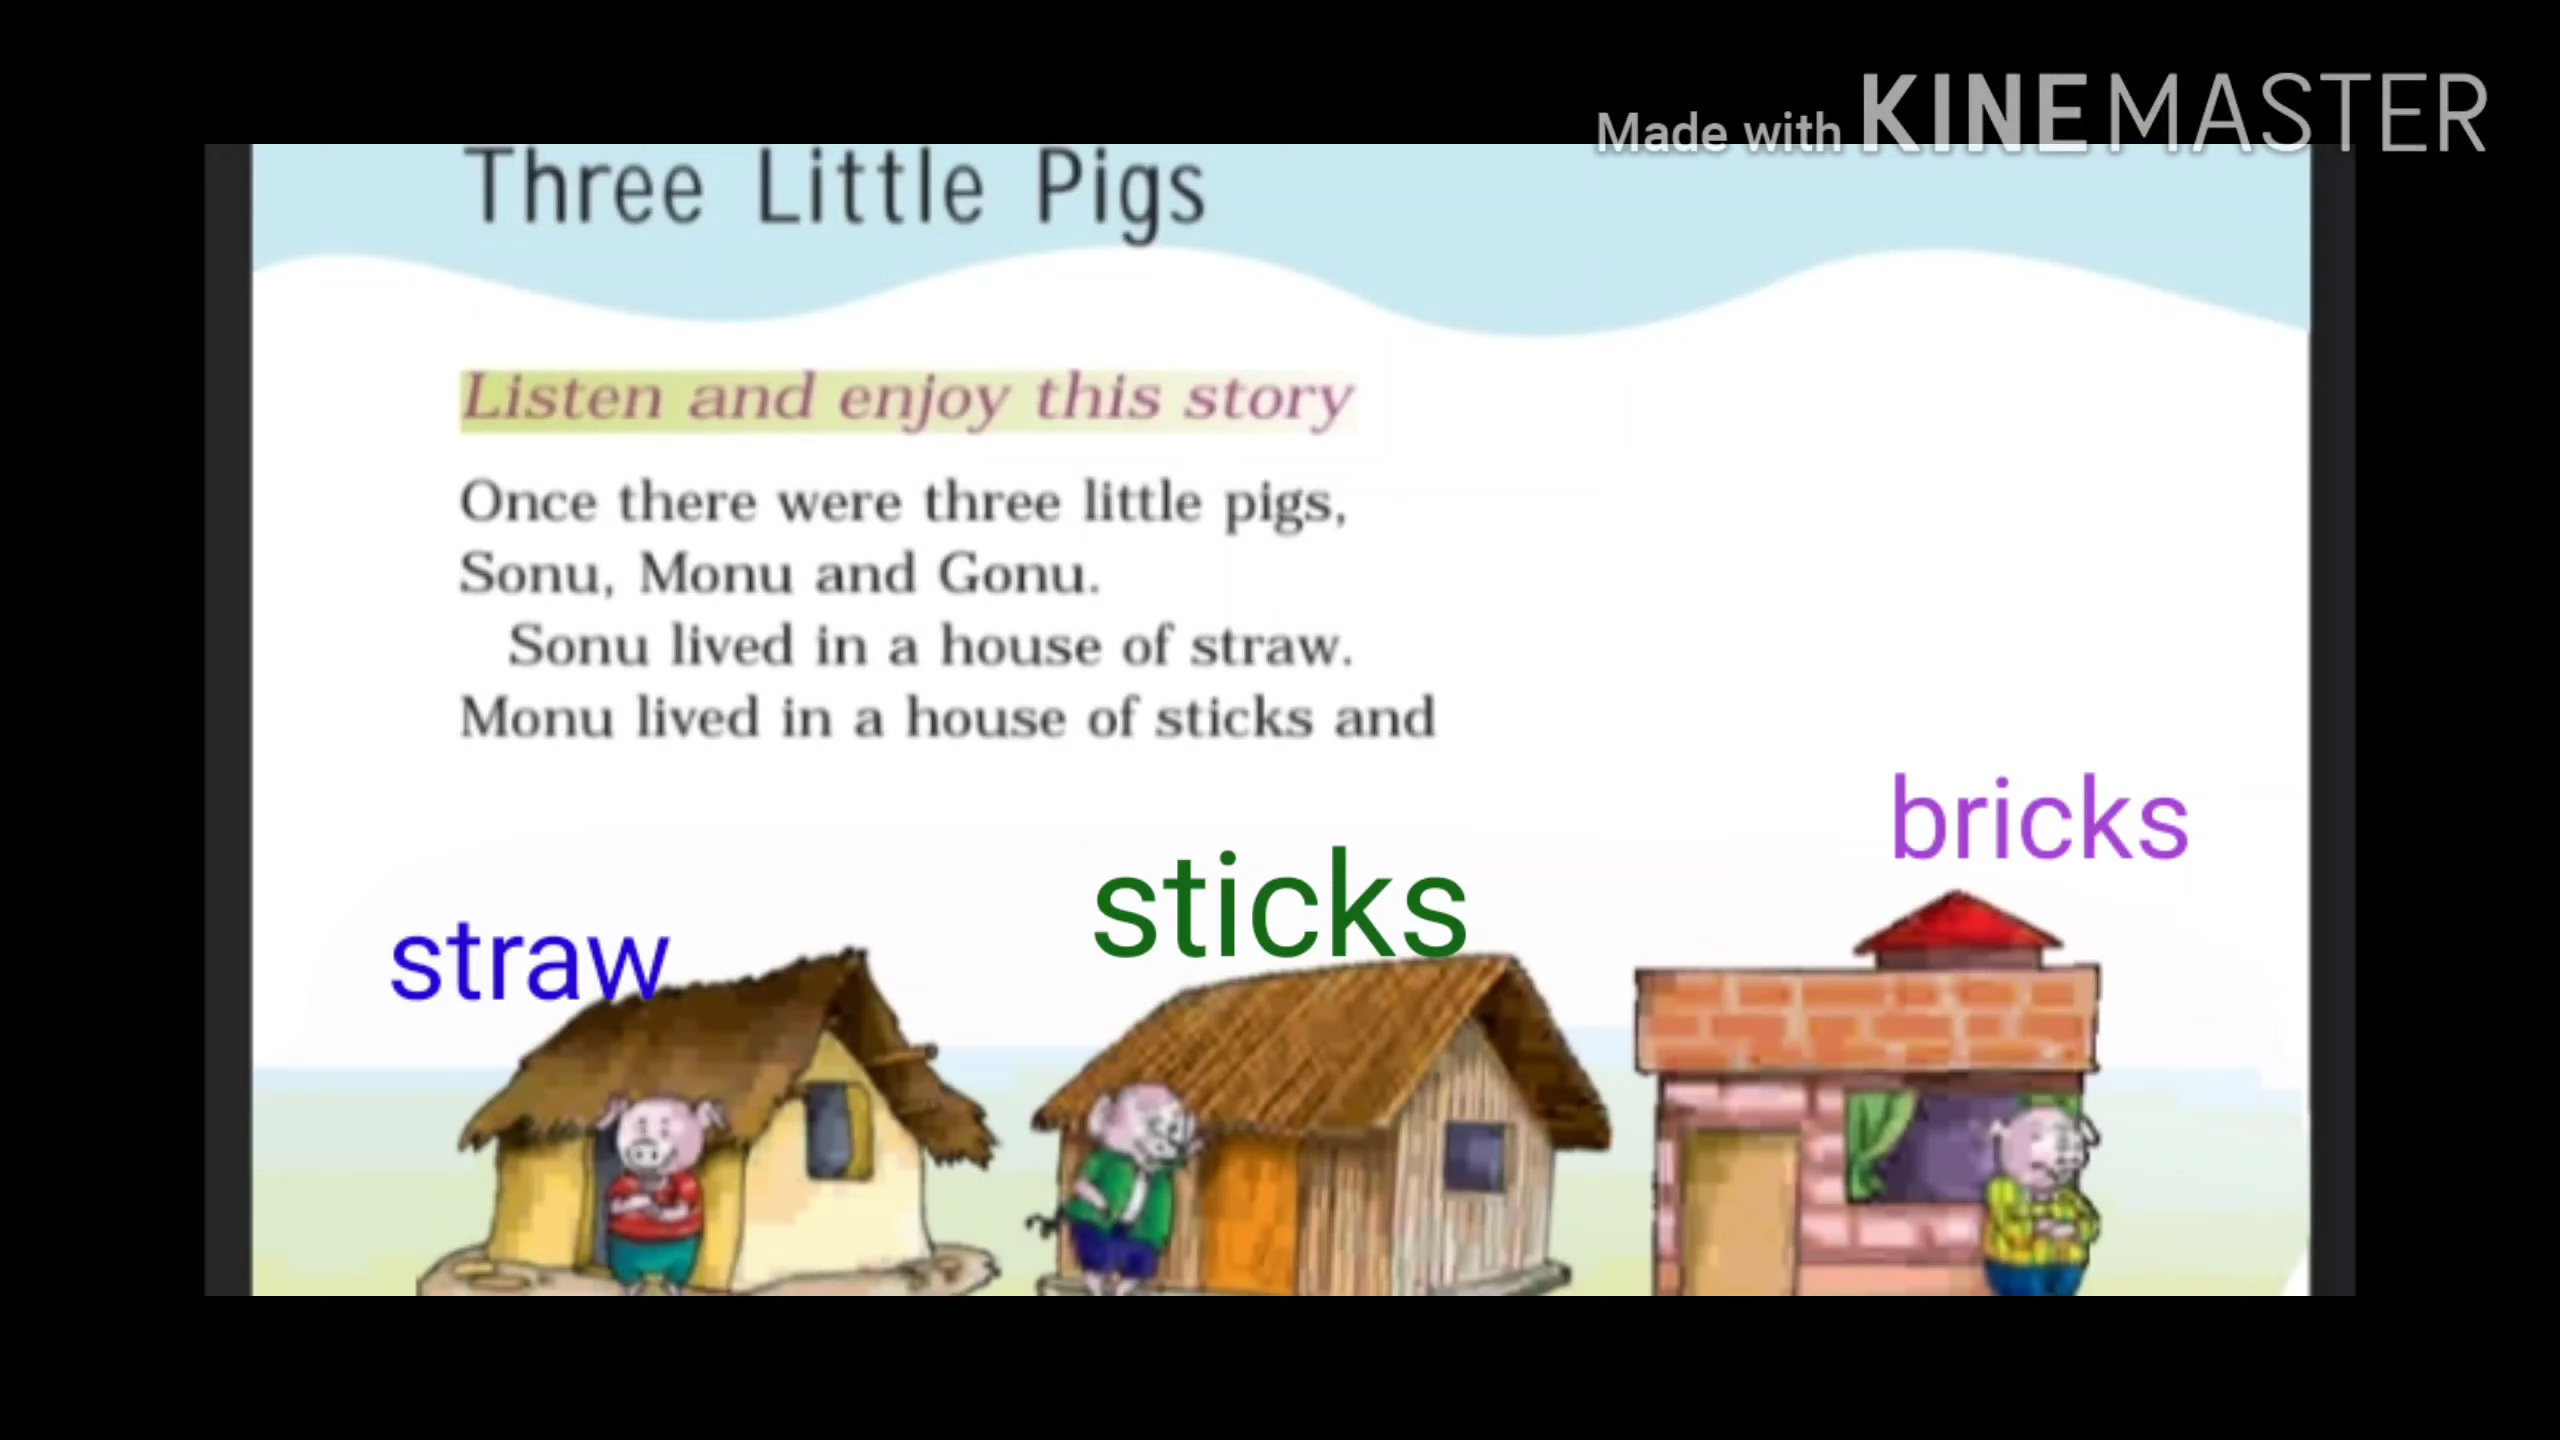 Made with KINEMASTER
Three Little Pigs
Listen and enjoy this story
Once there were three little pigs,
Sonu, Monu and Gonu.
Sonu lived in a house of straw.
Monu lived in a house of sticks and
bricks
sticks
straw